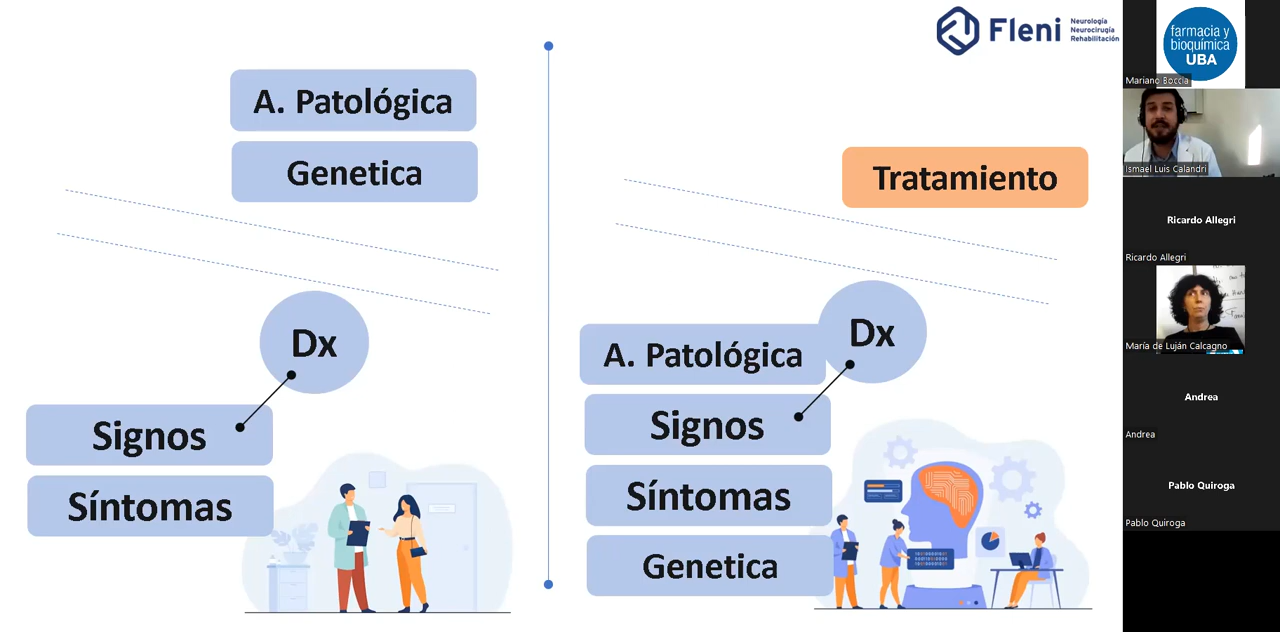 A. Patológica
Genetica
Dx
Signos
Síntomas
Fleni
Neurología
Neurocirugía
Rehabilitación
Tratamiento
Dx
A. Patológica
Signos
Síntomas
Genetica
farmacia y
bioquímica
UBA
Mariano Boccia
Ismael Luis Calandri
Ricardo Allegri
Ricardo Allegri
María de Luján Calcagno
Andrea
Andrea
Pablo Quiroga
Pablo Quiroga